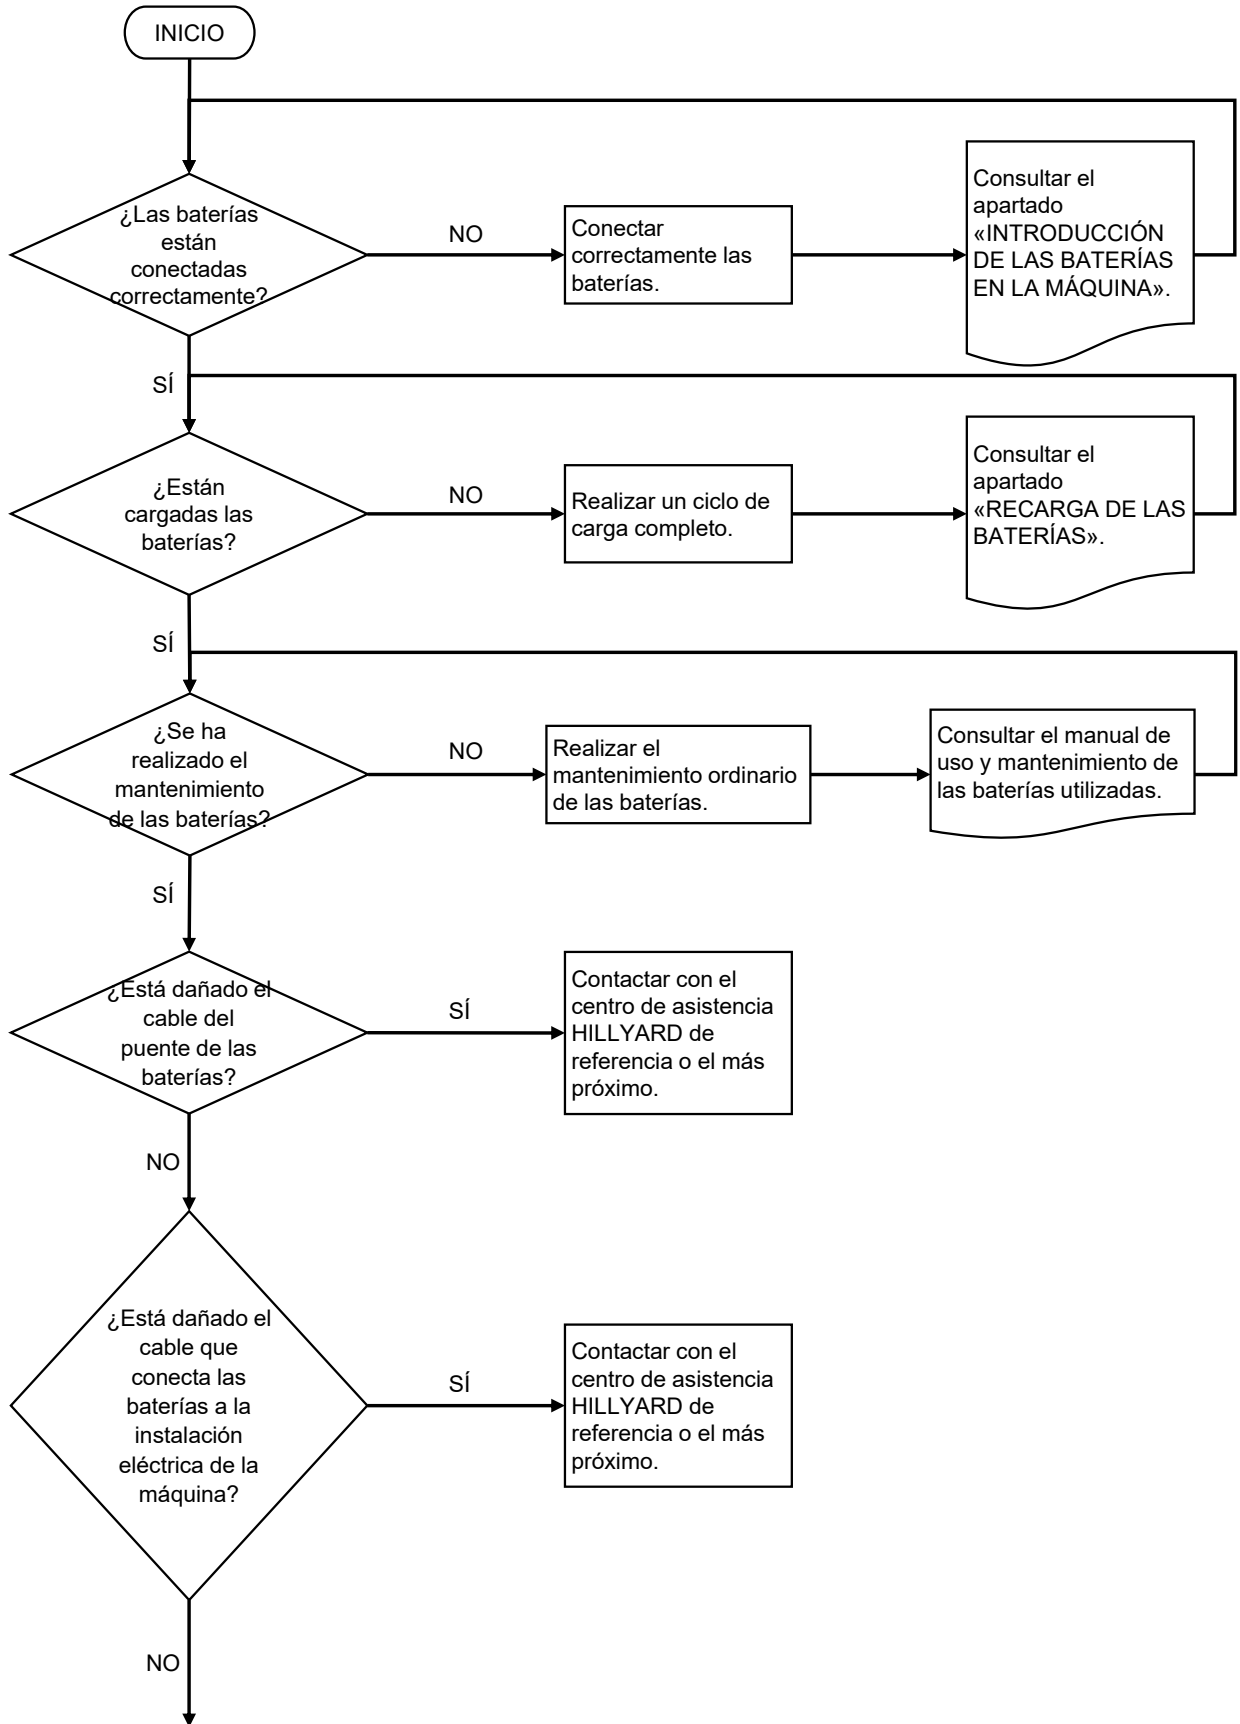 INICIO
¿Las baterías
están
conectadas
correctamente?
NO
Conectar
correctamente las
baterías.
Consultar el
apartado
«INTRODUCCIÓN
DE LAS BATERÍAS
EN LA MÁQUINA».
SÍ
¿Están
cargadas las
baterías?
NO
Realizar un ciclo de
carga completo.
Consultar el
apartado
«RECARGA DE LAS
BATERÍAS».
SÍ
¿Se ha
realizado el
mantenimiento
de las baterías?
NO
Realizar el
mantenimiento ordinario
de las baterías.
Consultar el manual de
uso y mantenimiento de
las baterías utilizadas.
SÍ
¿Está dañado el
cable del
puente de las
baterías?
SÍ
Contactar con el
centro de asistencia
HILLYARD de
referencia o el más
próximo.
NO
¿Está dañado el
cable que
conecta las
baterías a la
instalación
eléctrica de la
máquina?
SÍ
Contactar con el
centro de asistencia
HILLYARD de
referencia o el más
próximo.
NO